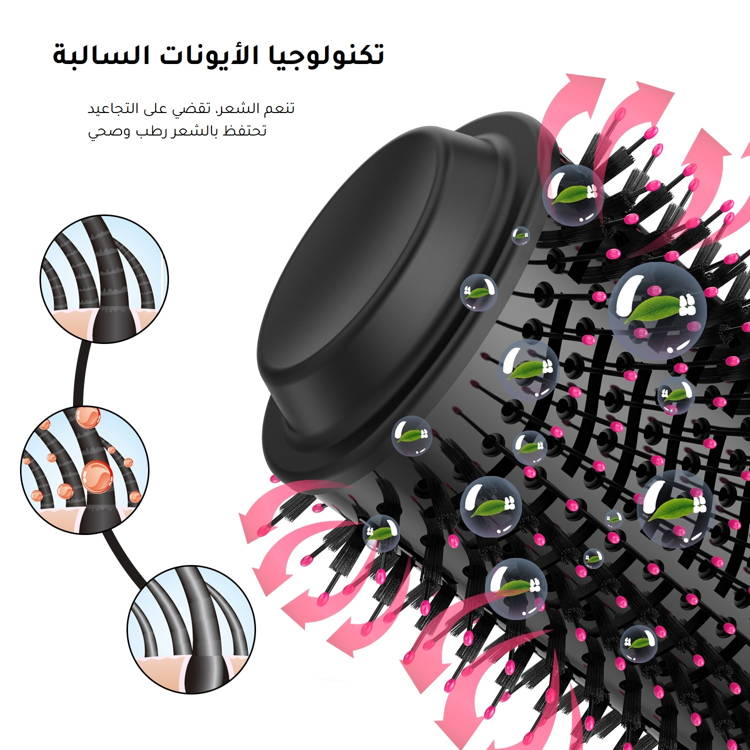 تكنولوجيا الأيونات السالبة
تنعم الشعر، تقضي على التجاعيد
تحتفظ بالشعر رطب وصحي